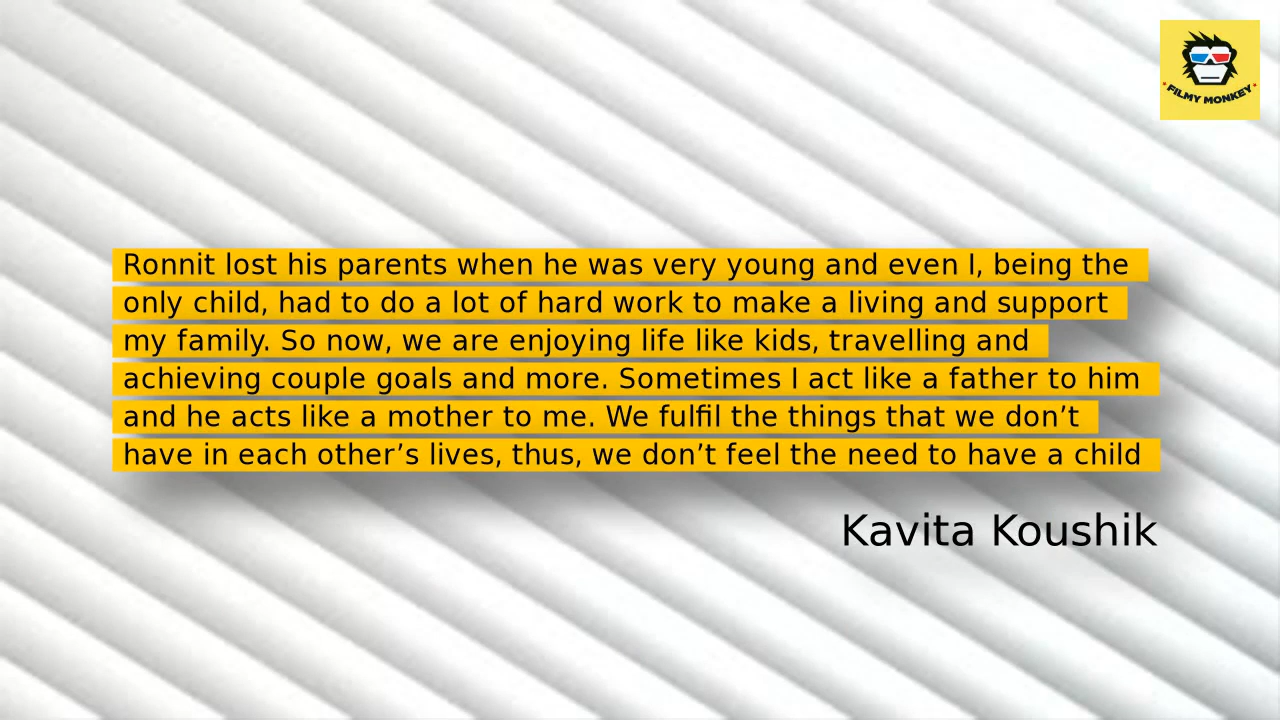 FILMY MONKEY
Ronnit lost his parents when he was very young and even I, being the
only child, had to do a lot of hard work to make a living and support
my family. So now, we are enjoying life like kids, travelling and
achieving couple goals and more. Sometimes I act like a father to him
and he acts like a mother to me. We fulfil the things that we don’t
have in each other’s lives, thus, we don’t feel the need to have a child
Kavita Koushik